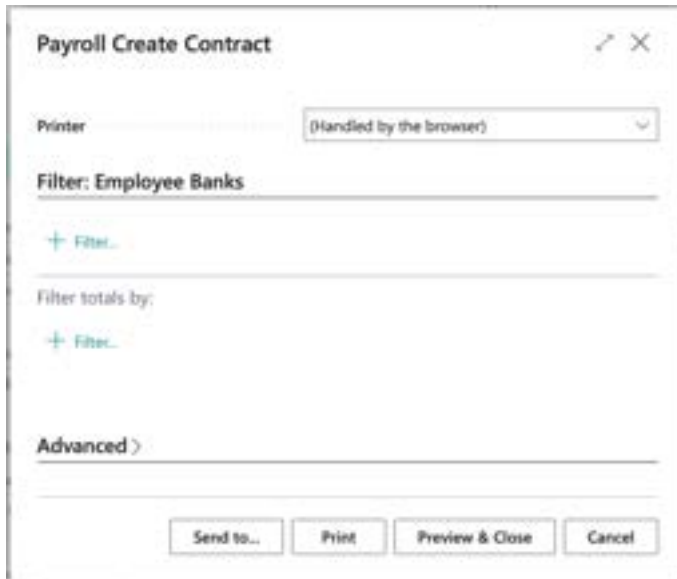 Payroll Create Contract
Printer (Handled by the browser)
Filter: Employee Banks
+ Filter...
Filter totals by:
+ Filter...
Advanced >
Send to... Print Preview & Close Cancel